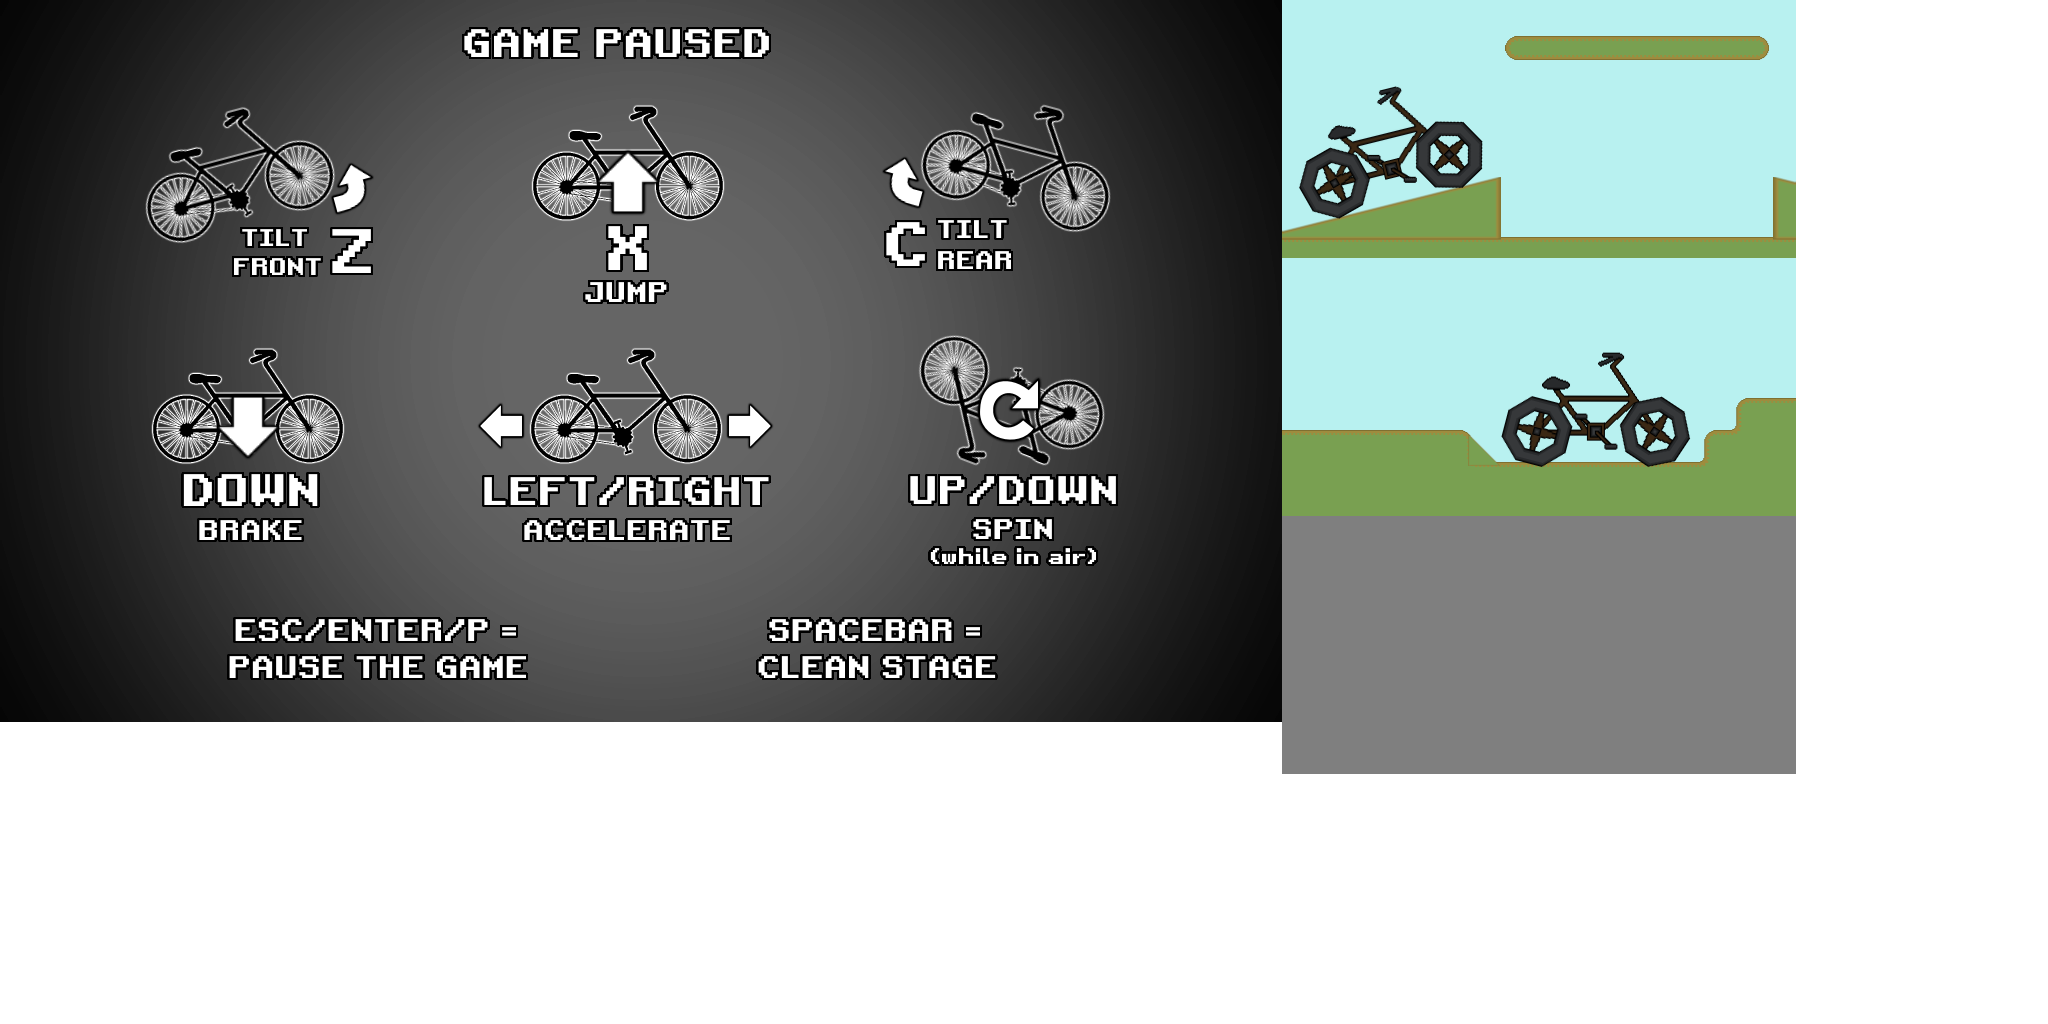 GAME PAUSED
TILT
FRONT
Z
X
JUMP
C
TILT
REAR
DOWN
BRAKE
LEFT/RIGHT
ACCELERATE
UP/DOWN
SPIN
(while in air)
ESC/ENTER/P =
PAUSE THE GAME
SPACEBAR =
CLEAN STAGE